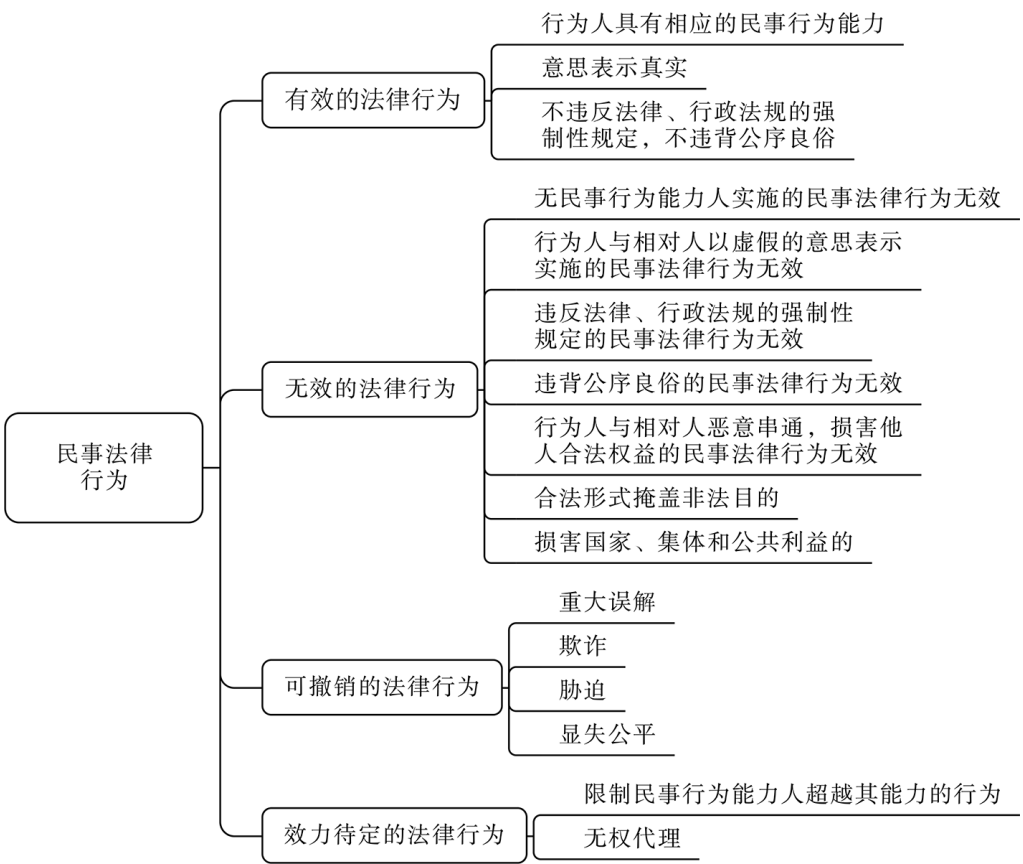 行为人具有相应的民事行为能力
意思表示真实
有效的法律行为
不违反法律、行政法规的强
制性规定，不违背公序良俗
无民事行为能力人实施的民事法律行为无效
行为人与相对人以虚假的意思表示
实施的民事法律行为无效
违反法律、行政法规的强制性
规定的民事法律行为无效
无效的法律行为
违背公序良俗的民事法律行为无效
行为人与相对人恶意串通，损害他
人合法权益的民事法律行为无效
民事法律
行为
合法形式掩盖非法目的
损害国家、集体和公共利益的
重大误解
欺诈
可撤销的法律行为
胁迫
显失公平
限制民事行为能力人超越其能力的行为
效力待定的法律行为
无权代理